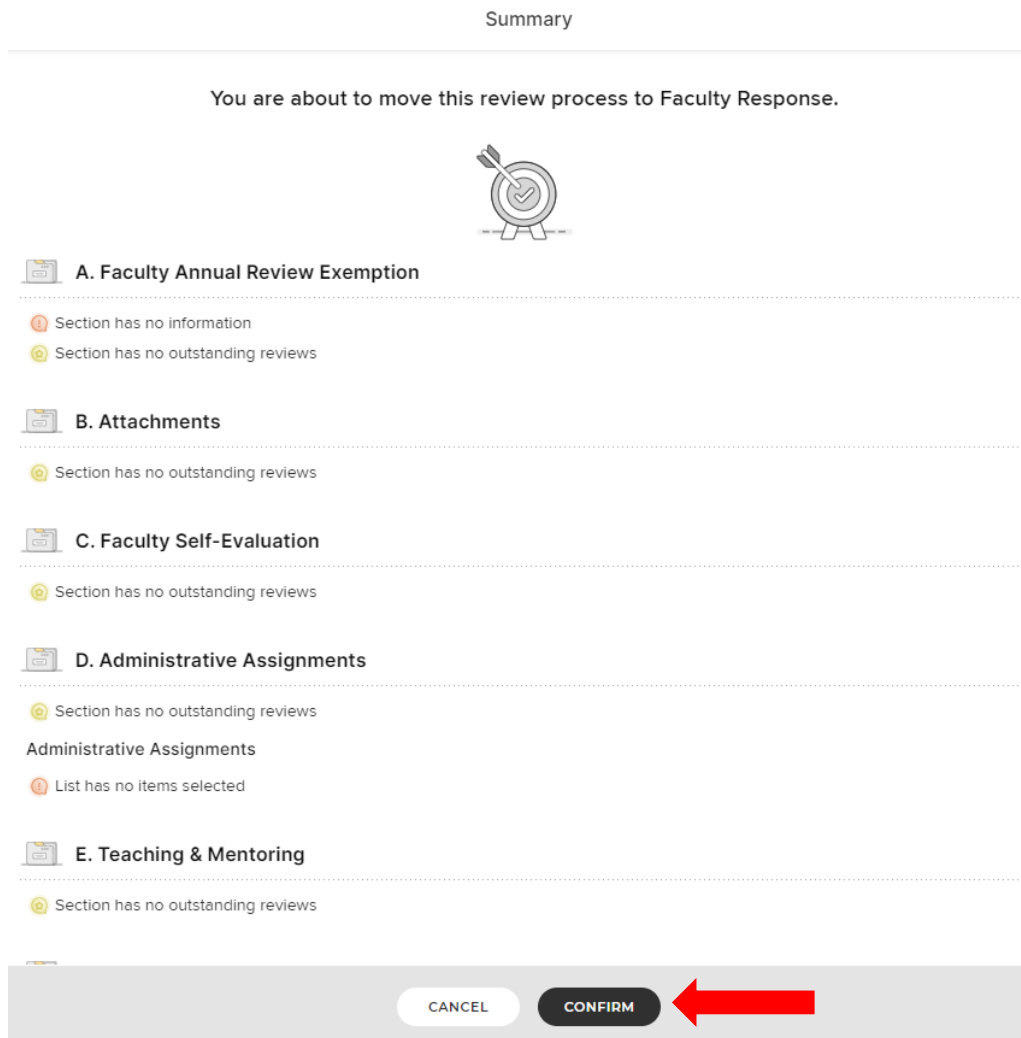 Summary
You are about to move this review process to Faculty Response.
A. Faculty Annual Review Exemption
Section has no information
Section has no outstanding reviews
B. Attachments
Section has no outstanding reviews
C. Faculty Self-Evaluation
Section has no outstanding reviews
D. Administrative Assignments
Section has no outstanding reviews
Administrative Assignments
List has no items selected
E. Teaching & Mentoring
Section has no outstanding reviews
CANCEL CONFIRM